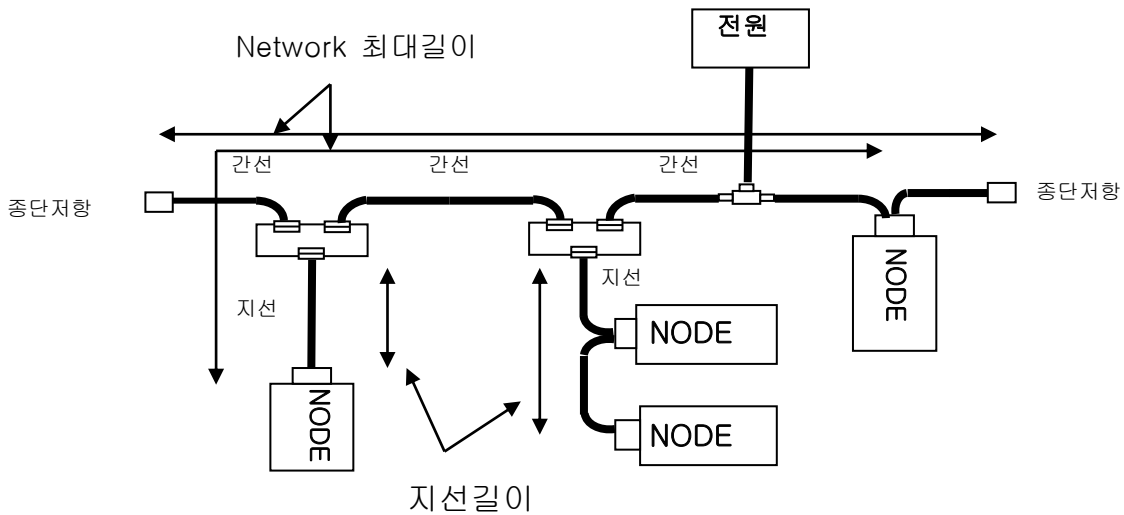 전원
Network 최대길이
간선 간선 간선
종단저항 종단저항
NODE
지선
지선
NODE
NODE
NODE
지선길이